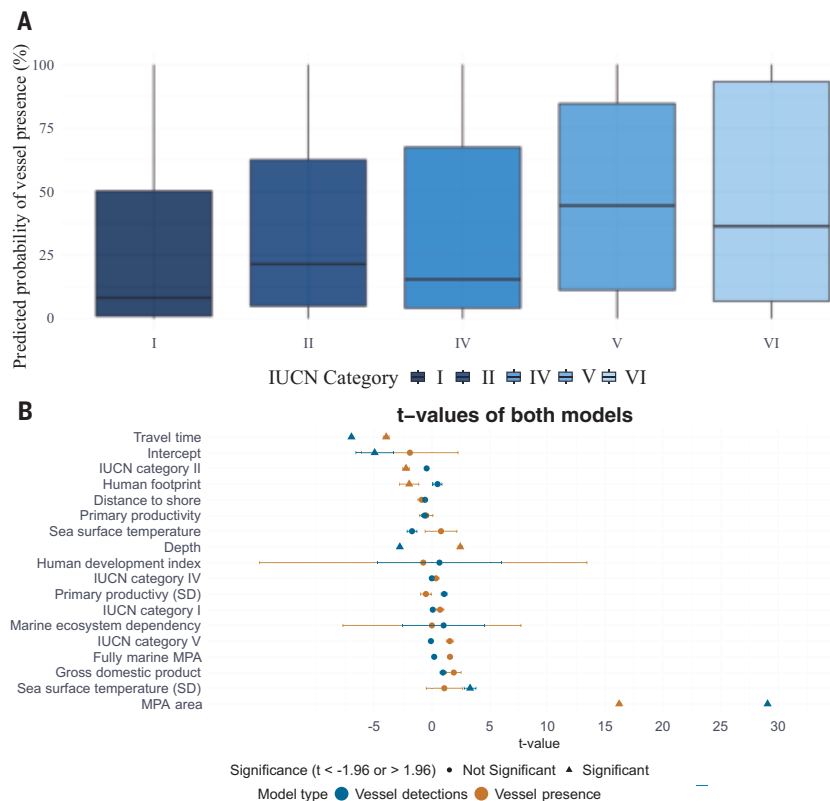 A
Predicted probability of vessel presence (%)
100
75
50
25
0
I II IV V VI
IUCN Category I II IV V VI
B
t−values of both models
Travel time
Intercept
IUCN category II
Human footprint
Distance to shore
Primary productivity
Sea surface temperature
Depth
Human development index
IUCN category IV
Primary productivy (SD)
IUCN category I
Marine ecosystem dependency
IUCN category V
Fully marine MPA
Gross domestic product
Sea surface temperature (SD)
MPA area
-5 0 5 10 15 20 25 30
t-value
Significance (t < -1.96 or > 1.96) Not Significant Significant
Model type Vessel detections Vessel presence